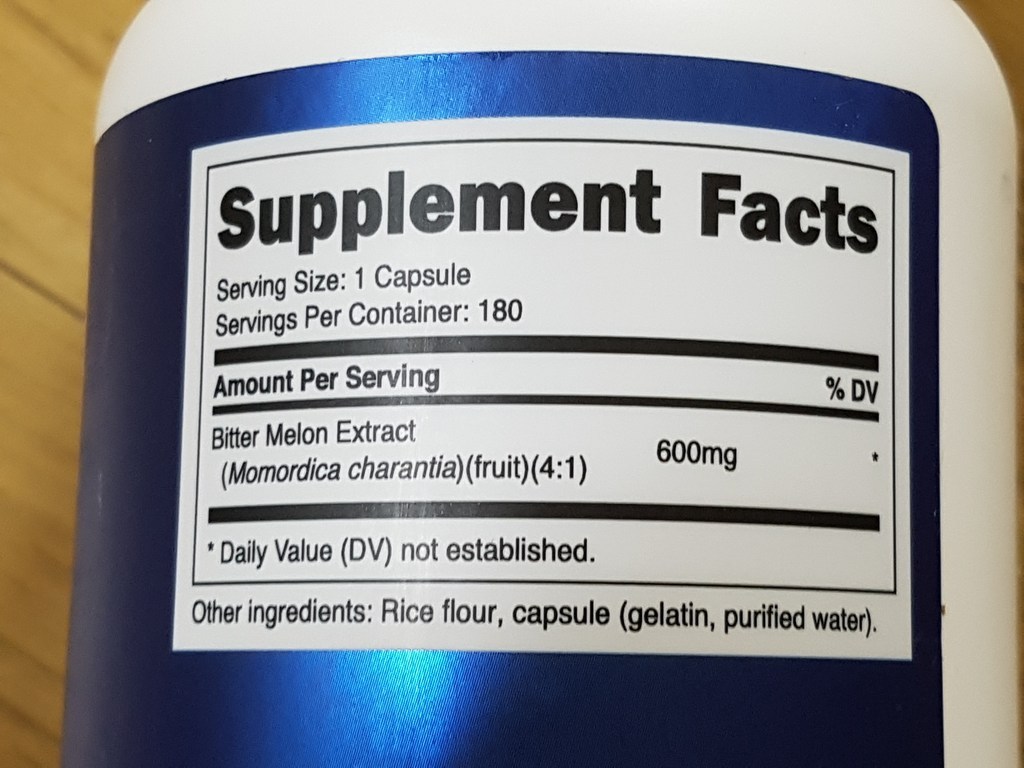 Supplement Facts
Serving Size: 1 Capsule
Servings Per Container: 180
Amount Per Serving % DV
Bitter Melon Extract
(Momordica charantia)(fruit)(4:1) 600mg *
* Daily Value (DV) not established.
Other ingredients: Rice flour, capsule (gelatin, purified water).